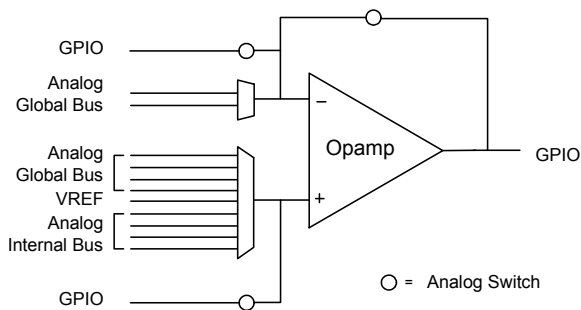 GPIO
Analog
Global Bus
Opamp
GPIO
Analog
Global Bus
VREF
Analog
Internal Bus
GPIO
= Analog Switch